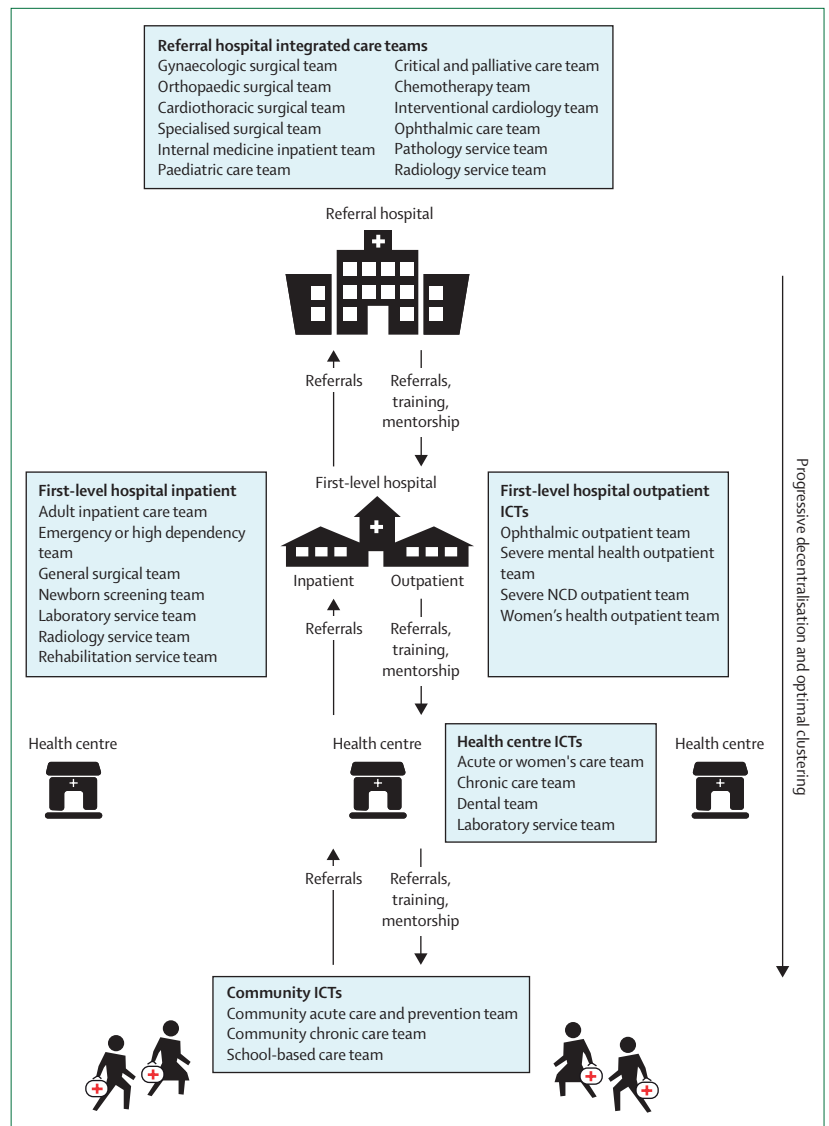 Referral hospital integrated care teams
Gynaecologic surgical team
Orthopaedic surgical team
Cardiothoracic surgical team
Specialised surgical team
Internal medicine inpatient team
Paediatric care team
Critical and palliative care team
Chemotherapy team
Interventional cardiology team
Ophthalmic care team
Pathology service team
Radiology service team
Referral hospital
Referrals
Referrals,
training,
mentorship
First-level hospital inpatient
Adult inpatient care team
Emergency or high dependency
team
General surgical team
Newborn screening team
Laboratory service team
Radiology service team
Rehabilitation service team
First-level hospital
Inpatient
Outpatient
First-level hospital outpatient
ICTs
Ophthalmic outpatient team
Severe mental health outpatient
team
Severe NCD outpatient team
Women’s health outpatient team
Referrals
Referrals,
training,
mentorship
Health centre
Health centre
Health centre ICTs
Acute or women's care team
Chronic care team
Dental team
Laboratory service team
Health centre
Referrals
Referrals,
training,
mentorship
Community ICTs
Community acute care and prevention team
Community chronic care team
School-based care team
Progressive decentralisation and optimal clustering